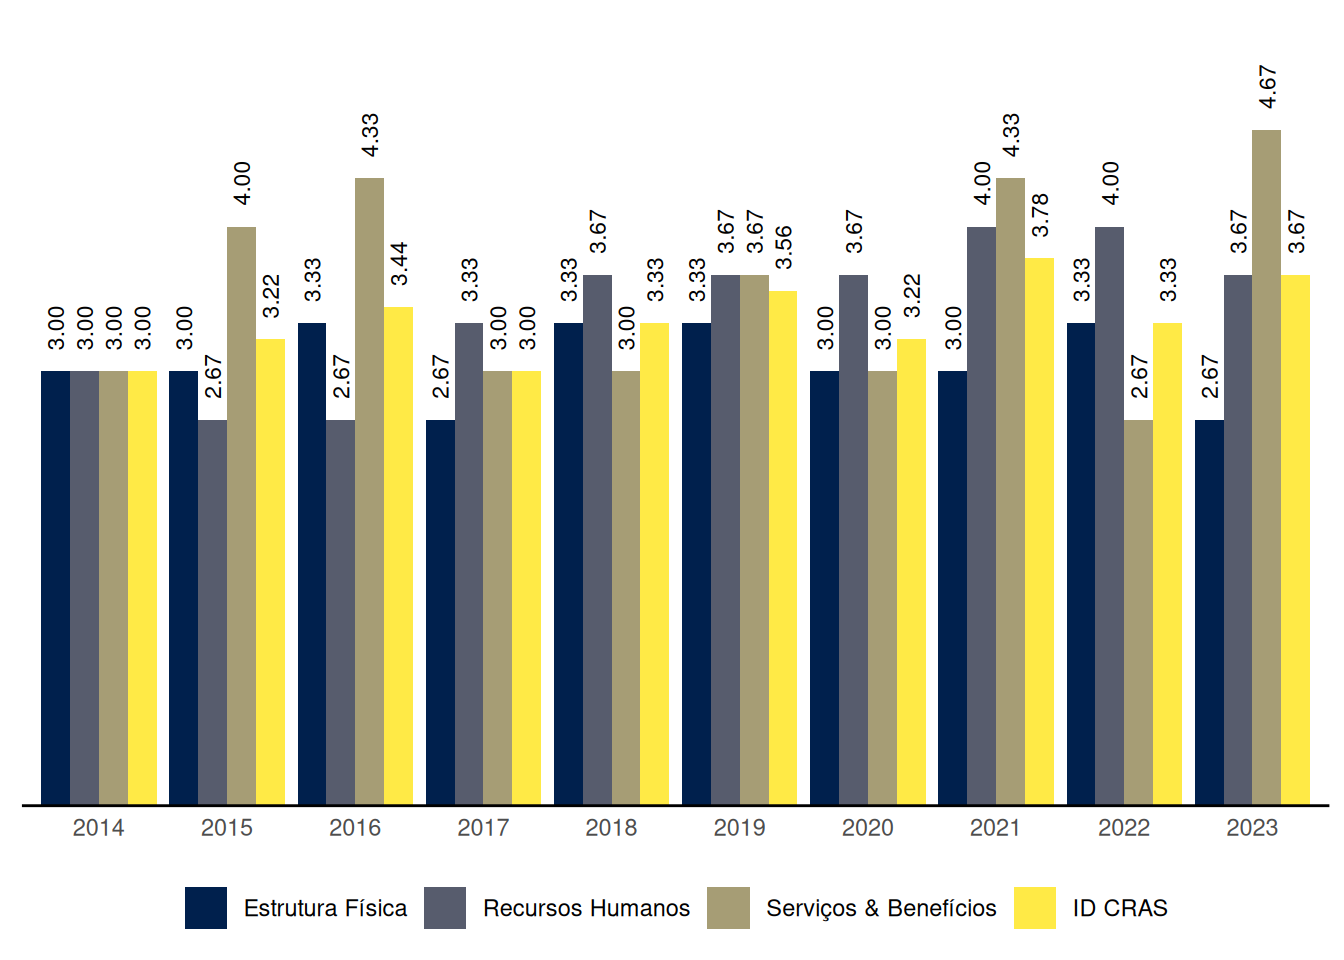 3.00 3.00 3.00 3.00
3.00 2.67 4.00 3.22
3.33 2.67 4.33 3.44
2.67 3.33 3.00 3.00
3.33 3.67 3.00 3.33
3.33 3.67 3.67 3.56
3.00 3.67 3.00 3.22
3.00 4.00 4.33 3.78
3.33 4.00 2.67 3.33
2.67 3.67 4.67 3.67
2014 2015 2016 2017 2018 2019 2020 2021 2022 2023
Estrutura Física Recursos Humanos Serviços & Benefícios ID CRAS